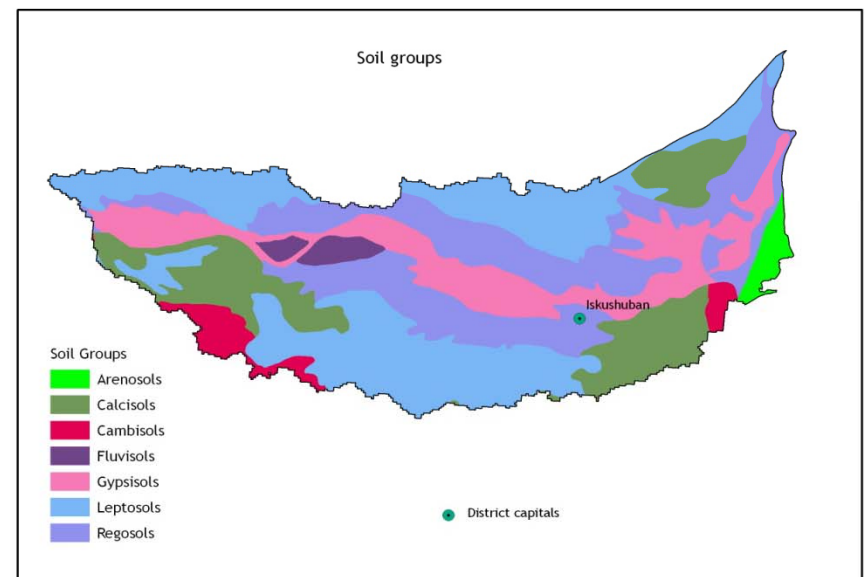 Soil groups
Iskushuban
Soil Groups
Arenosols
Calcisols
Cambisols
Fluvisols
Gypsisols
Leptosols
Regosols
District capitals